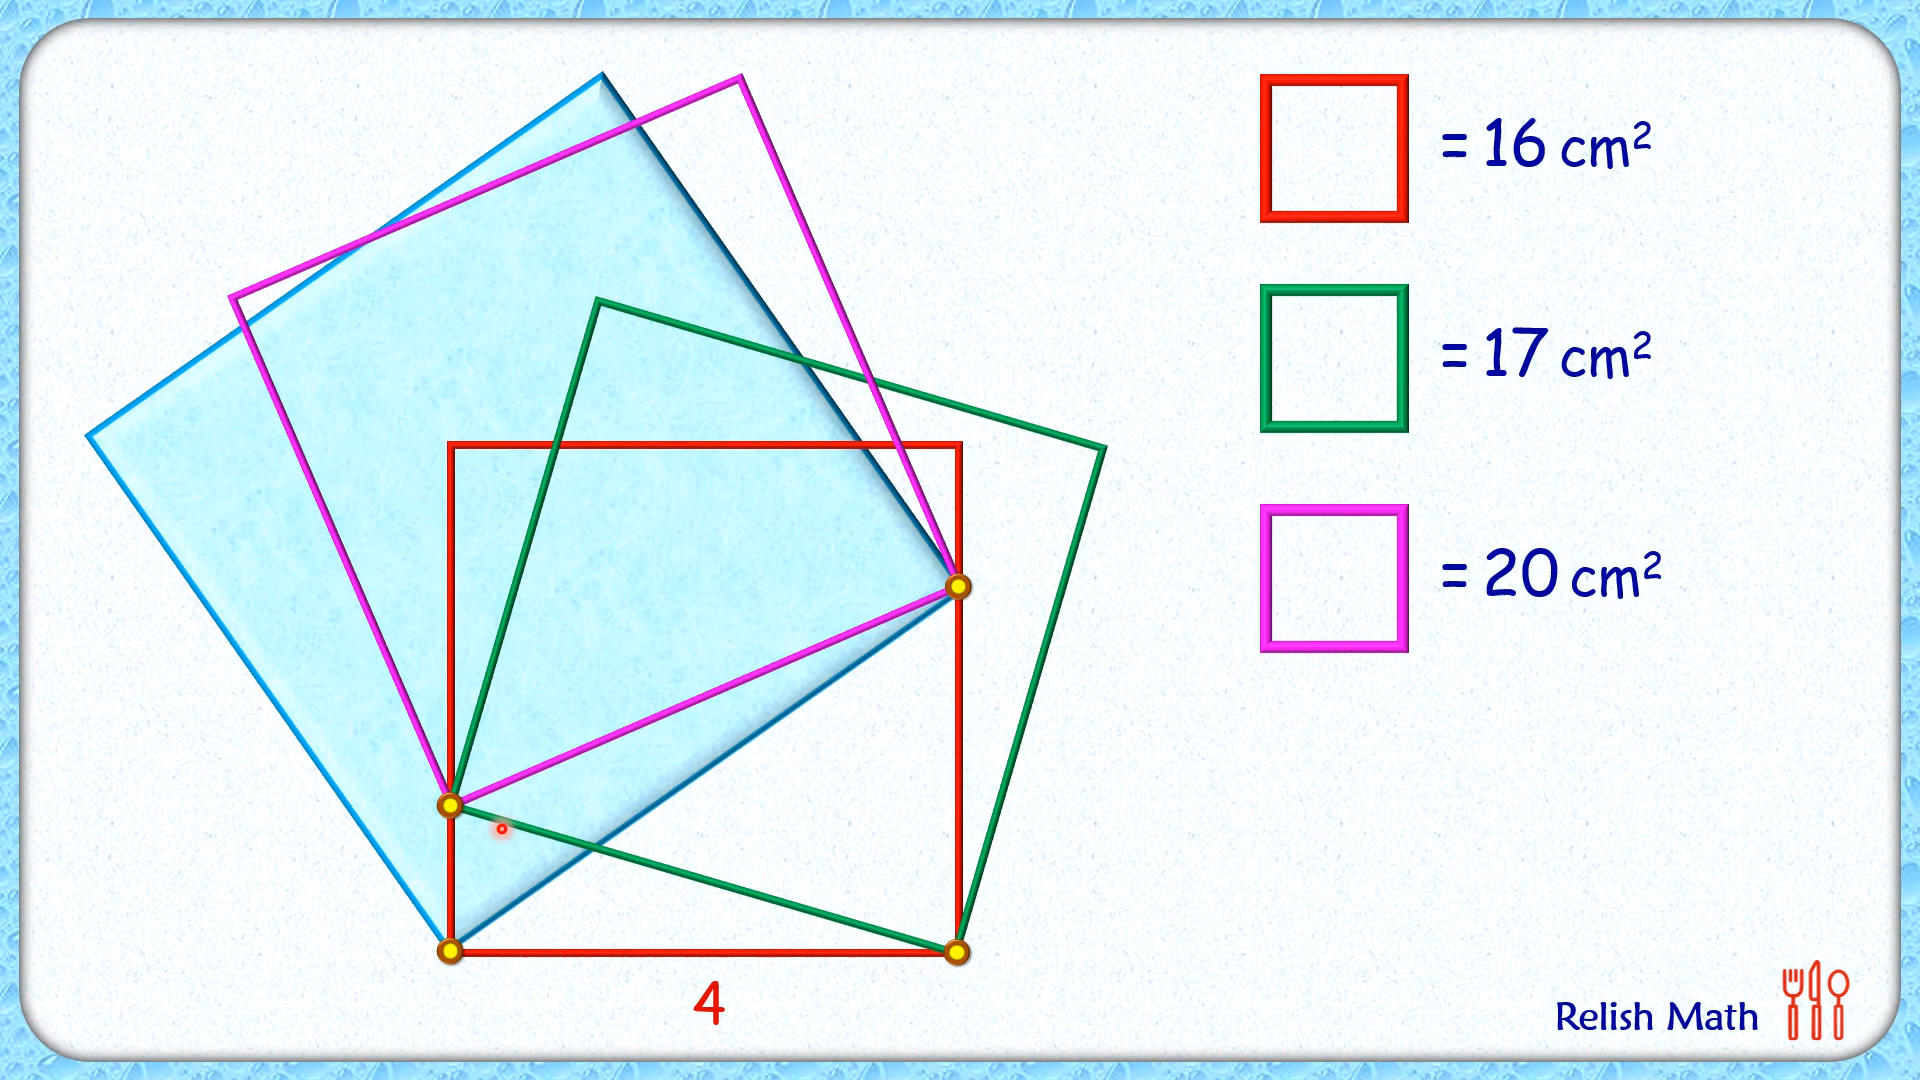 = 16 cm²
= 17 cm²
= 20 cm²
4
Relish Math